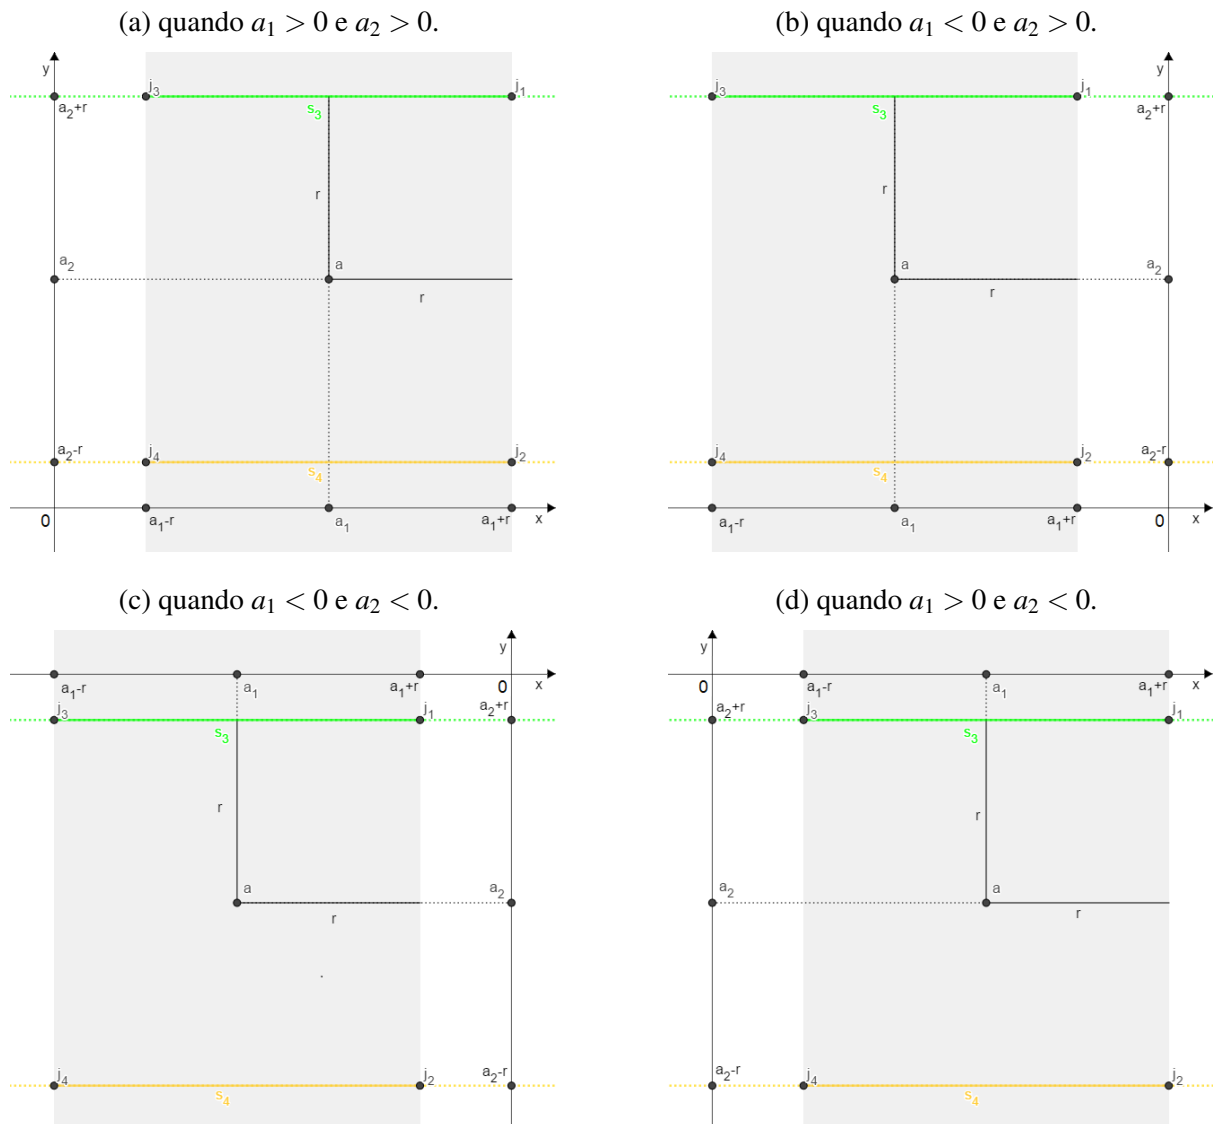 (a) quando a₁ > 0 e a₂ > 0.
y
j₃
j₁
a₂+r
s₃
r
a₂
a
r
a₂-r
j₄
j₂
s₄
0
a₁-r
a₁
a₁+r
x
(b) quando a₁ < 0 e a₂ > 0.
y
j₃
j₁
a₂+r
s₃
r
a
a₂
r
j₄
j₂
a₂-r
s₄
a₁-r
a₁
a₁+r
0
x
(c) quando a₁ < 0 e a₂ < 0.
y
a₁-r
a₁
a₁+r
0
x
j₃
j₁
a₂+r
s₃
r
a
a₂
r
j₄
j₂
a₂-r
s₄
(d) quando a₁ > 0 e a₂ < 0.
y
0
a₁-r
a₁
a₁+r
x
a₂+r
j₃
j₁
s₃
r
a₂
a
r
a₂-r
j₄
j₂
s₄